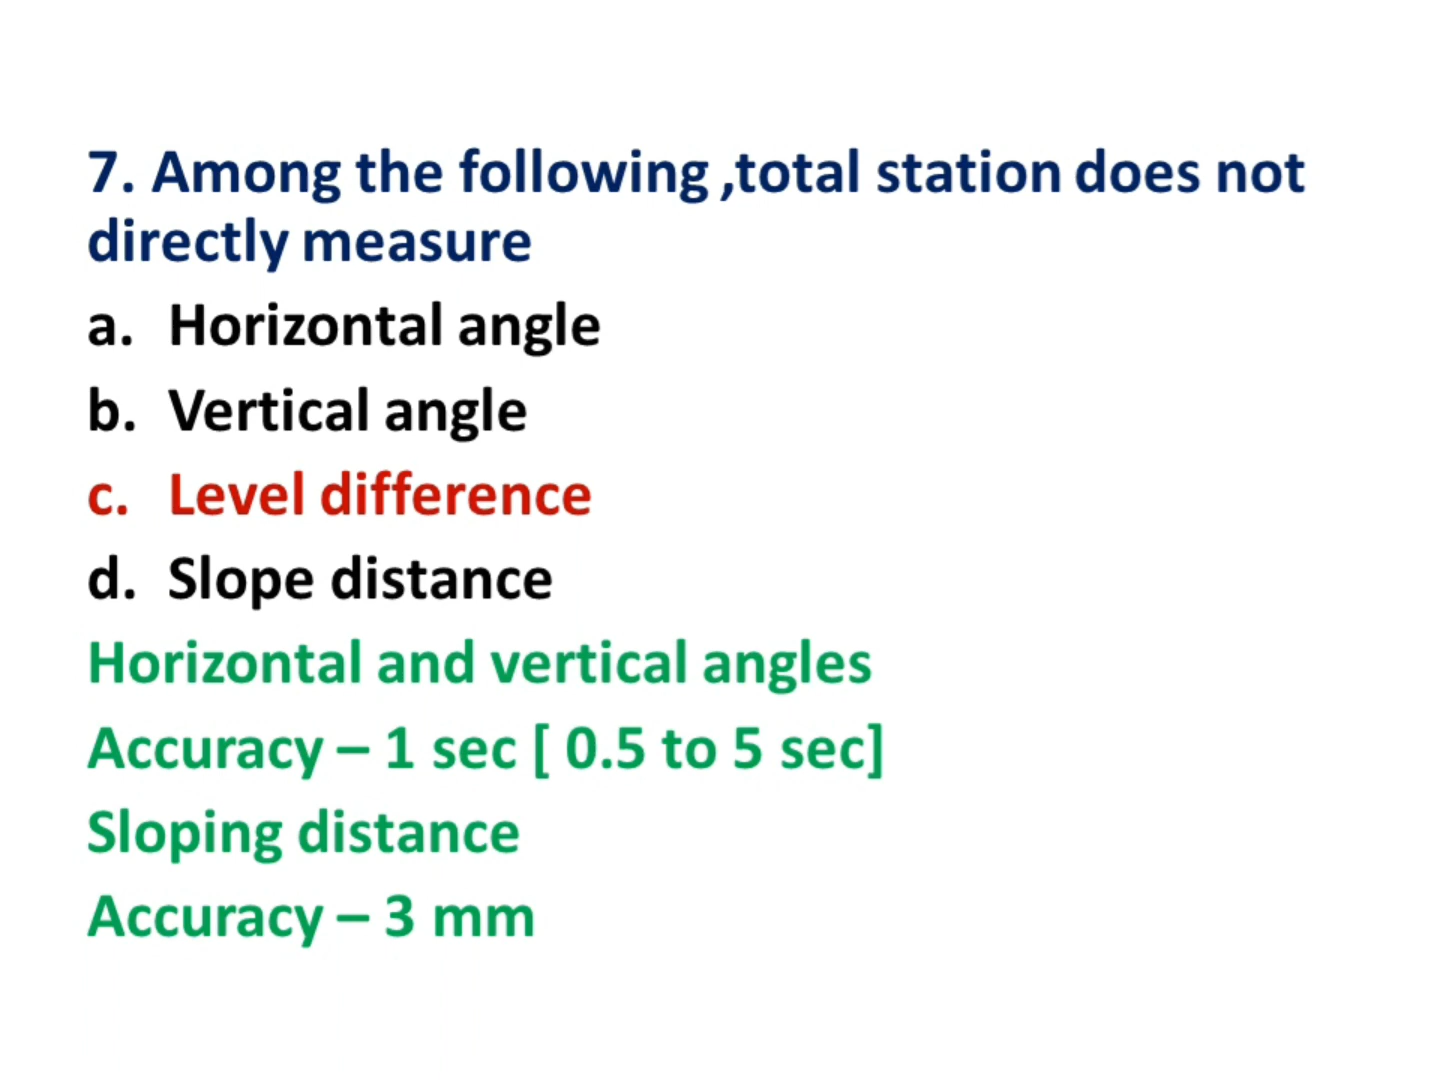 7. Among the following ,total station does not
directly measure
a. Horizontal angle
b. Vertical angle
c. Level difference
d. Slope distance
Horizontal and vertical angles
Accuracy – 1 sec [ 0.5 to 5 sec]
Sloping distance
Accuracy – 3 mm